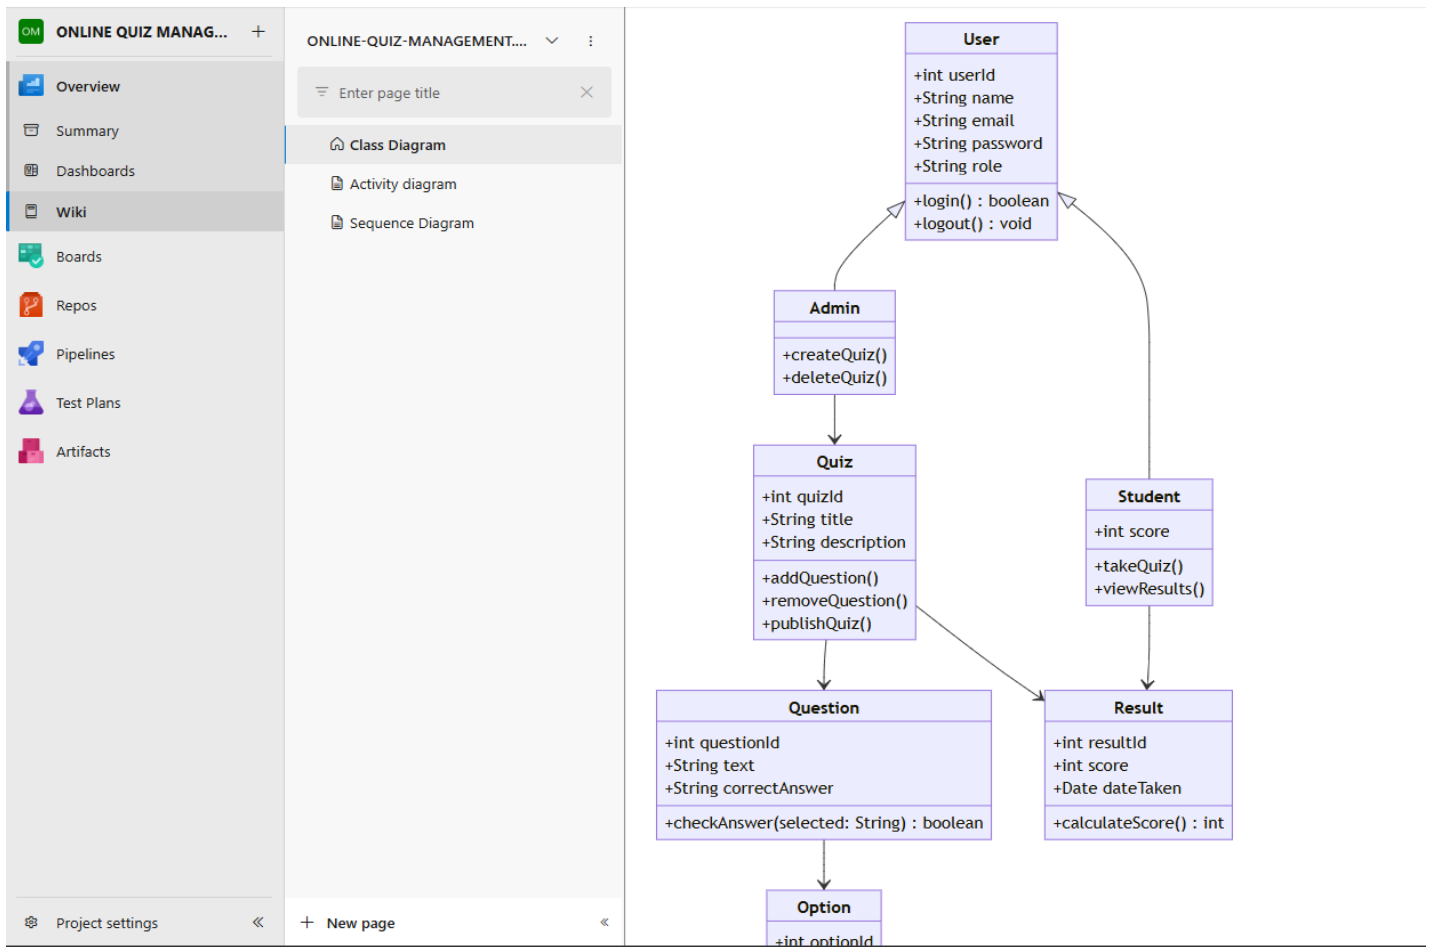 OM
ONLINE QUIZ MANAG...
Overview
Summary
Dashboards
Wiki
Boards
Repos
Pipelines
Test Plans
Artifacts
Project settings
ONLINE-QUIZ-MANAGEMENT....
Enter page title
Class Diagram
Activity diagram
Sequence Diagram
New page
User
+int userId
+String name
+String email
+String password
+String role
+login() : boolean
+logout() : void
Admin
+createQuiz()
+deleteQuiz()
Quiz
+int quizId
+String title
+String description
+addQuestion()
+removeQuestion()
+publishQuiz()
Student
+int score
+takeQuiz()
+viewResults()
Question
+int questionId
+String text
+String correctAnswer
+checkAnswer(selected: String) : boolean
Result
+int resultId
+int score
+Date dateTaken
+calculateScore() : int
Option
+int optionId